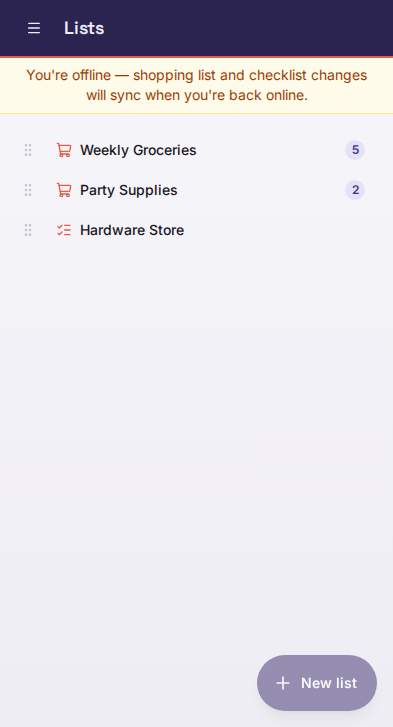 Lists
You're offline — shopping list and checklist changes
will sync when you're back online.
Weekly Groceries 5
Party Supplies 2
Hardware Store
New list